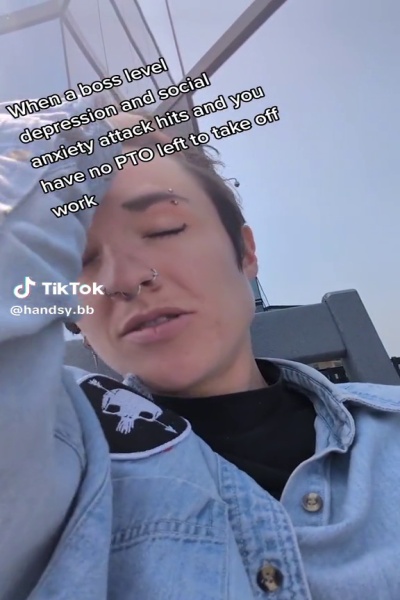 When a boss level
depression and social
anxiety attack hits and you
have no PTO left to take off
work
TikTok
@handsy.bb